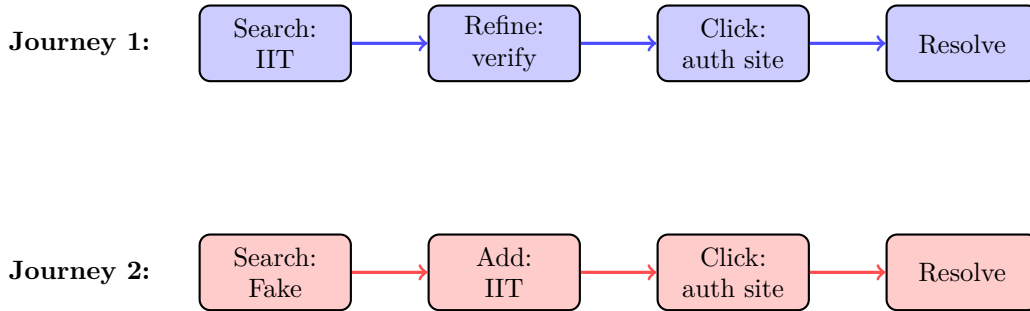 Journey 1:
Search:
IIT
Refine:
verify
Click:
auth site
Resolve
Journey 2:
Search:
Fake
Add:
IIT
Click:
auth site
Resolve